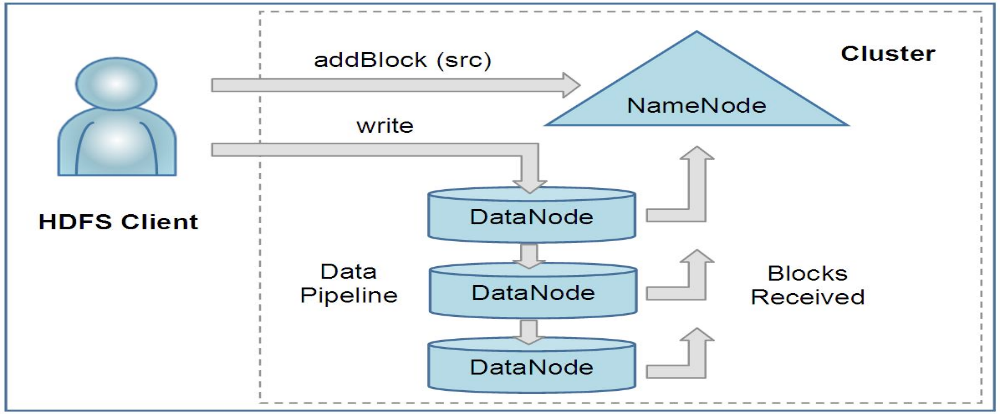 addBlock (src)
Cluster
NameNode
write
HDFS Client
DataNode
Data
Pipeline
DataNode
Blocks
Received
DataNode